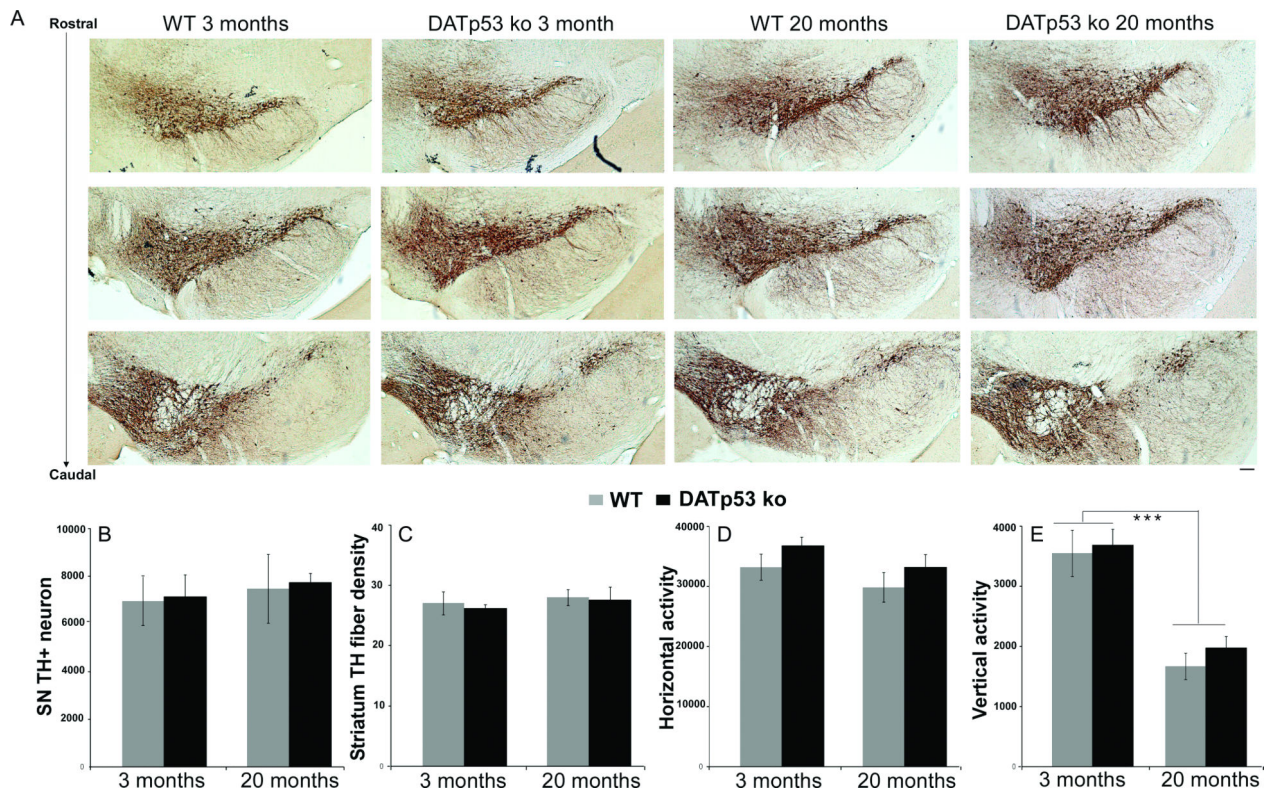 A
Rostral
WT 3 months
DATp53 ko 3 month
WT 20 months
DATp53 ko 20 months
Caudal
WT
DATp53 ko
B
SN TH+ neuron
10000
8000
6000
4000
2000
0
3 months
20 months
C
Striatum TH fiber density
40
30
20
10
0
3 months
20 months
D
Horizontal activity
40000
30000
20000
10000
0
3 months
20 months
E
Vertical activity
4000
3000
2000
1000
0
***
3 months
20 months